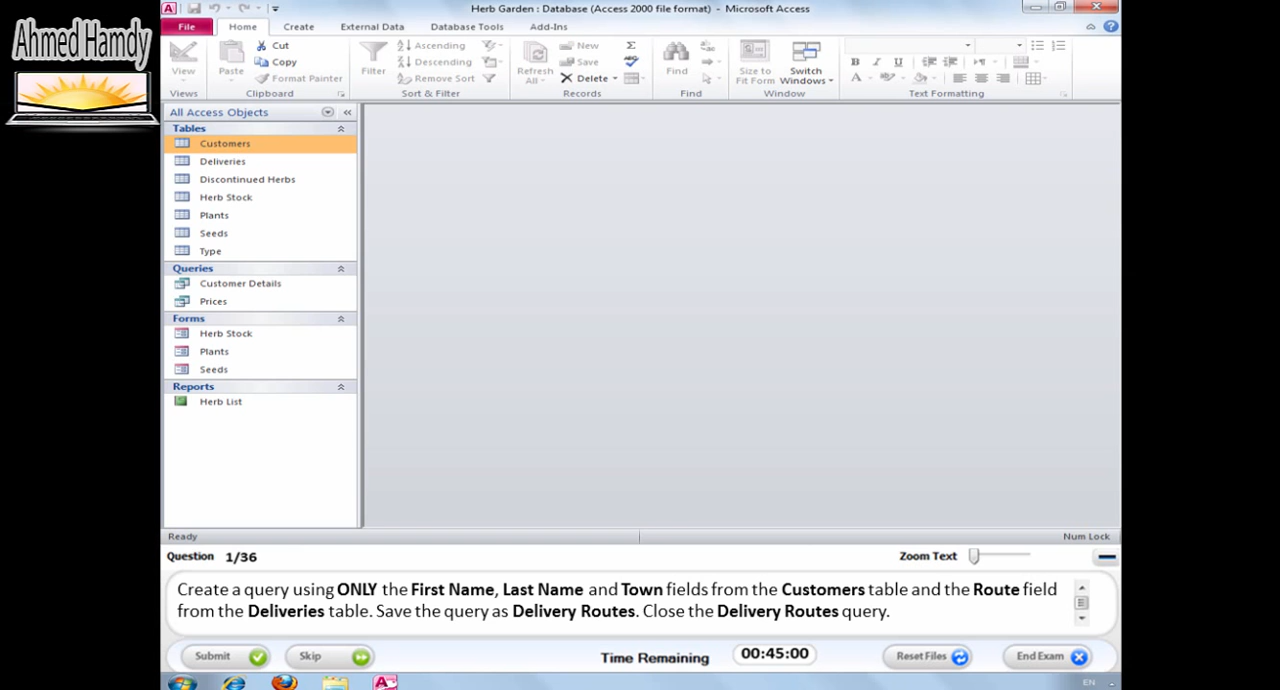 Ahmed Hamdy
Herb Garden : Database (Access 2000 file format) - Microsoft Access
File Home Create External Data Database Tools Add-Ins
View
Views
Paste
Cut
Copy
Format Painter
Clipboard
Filter
Ascending
Descending
Remove Sort
Sort & Filter
Refresh
All
New
Save
Delete
Records
Find
Find
Size to
Fit Form
Switch
Windows
Window
B I U
A
Text Formatting
All Access Objects
Tables
Customers
Deliveries
Discontinued Herbs
Herb Stock
Plants
Seeds
Type
Queries
Customer Details
Prices
Forms
Herb Stock
Plants
Seeds
Reports
Herb List
Ready Num Lock
Question 1/36 Zoom Text
Create a query using ONLY the First Name, Last Name and Town fields from the Customers table and the Route field
from the Deliveries table. Save the query as Delivery Routes. Close the Delivery Routes query.
Submit Skip Time Remaining 00:45:00 Reset Files End Exam
EN